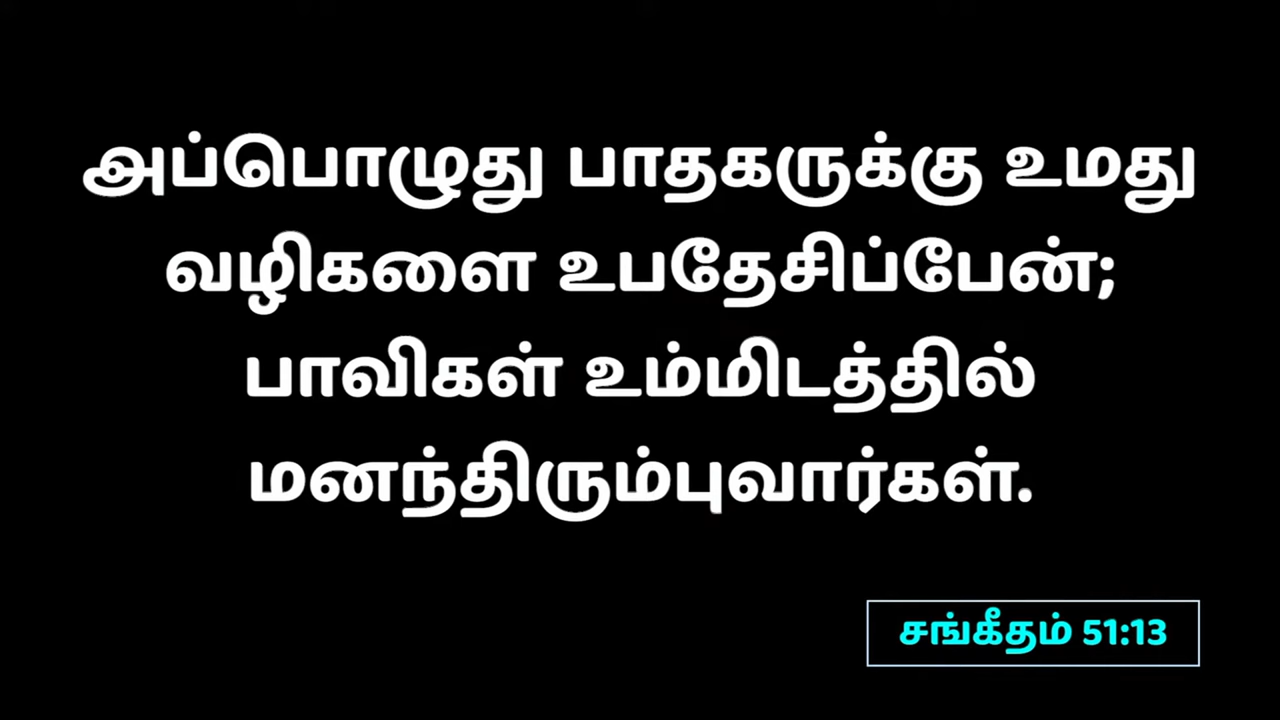 அப்பொழுது பாதகருக்கு உமது
வழிகளை உபதேசிப்பேன்;
பாவிகள் உம்மிடத்தில்
மனந்திரும்புவார்கள்.
சங்கீதம் 51:13